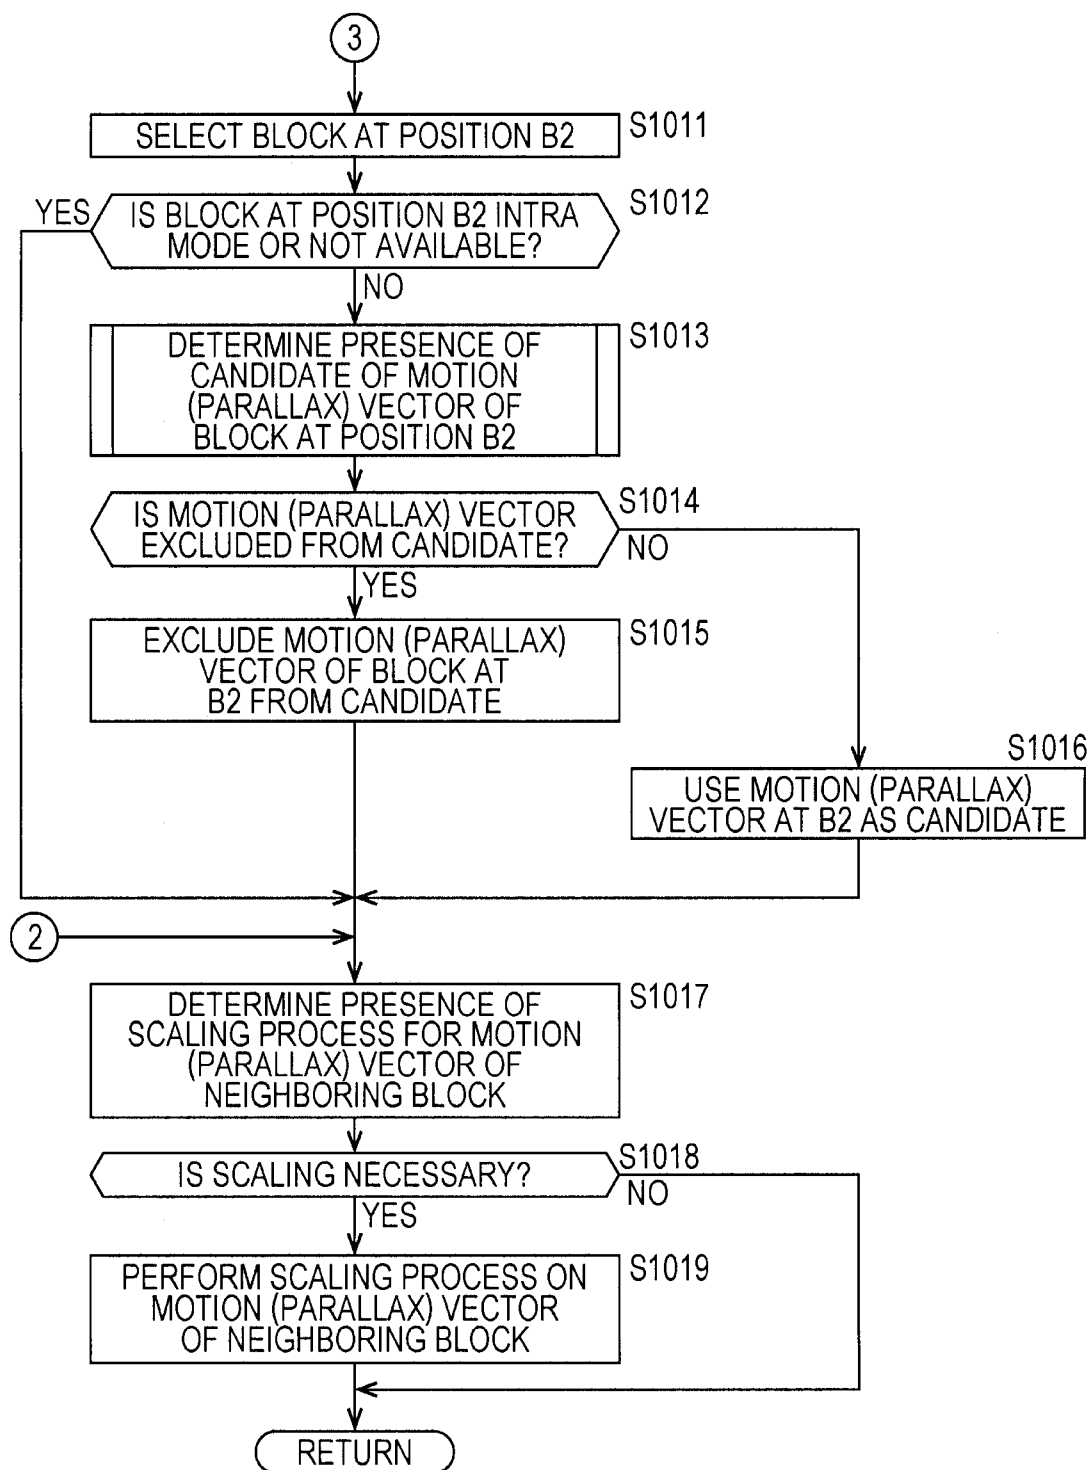 3
SELECT BLOCK AT POSITION B2
S1011
YES
IS BLOCK AT POSITION B2 INTRA
MODE OR NOT AVAILABLE?
S1012
NO
DETERMINE PRESENCE OF
CANDIDATE OF MOTION
(PARALLAX) VECTOR OF
BLOCK AT POSITION B2
S1013
IS MOTION (PARALLAX) VECTOR
EXCLUDED FROM CANDIDATE?
S1014
NO
YES
EXCLUDE MOTION (PARALLAX)
VECTOR OF BLOCK AT
B2 FROM CANDIDATE
S1015
S1016
USE MOTION (PARALLAX)
VECTOR AT B2 AS CANDIDATE
2
DETERMINE PRESENCE OF
SCALING PROCESS FOR MOTION
(PARALLAX) VECTOR OF
NEIGHBORING BLOCK
S1017
IS SCALING NECESSARY?
S1018
NO
YES
PERFORM SCALING PROCESS ON
MOTION (PARALLAX) VECTOR
OF NEIGHBORING BLOCK
S1019
RETURN